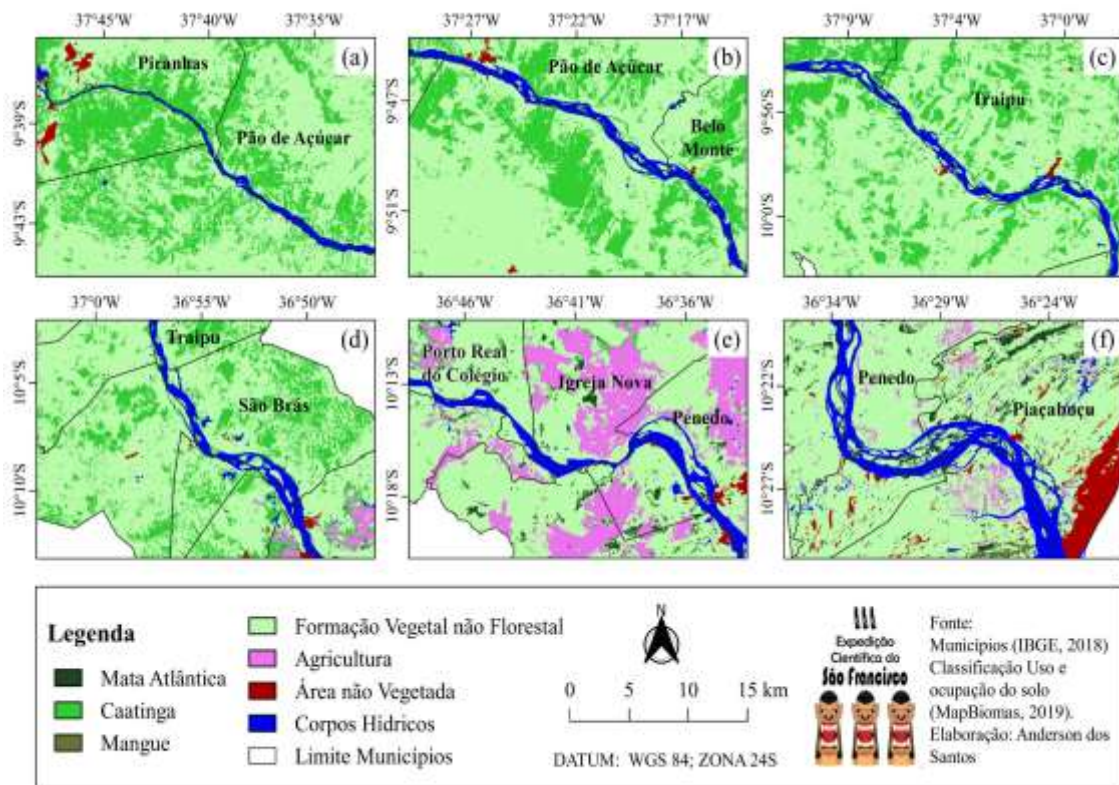 37°45'W 37°40'W 37°35'W
37°27'W 37°22'W 37°17'W
37°9'W 37°4'W 37°0'W
9°39'S
9°43'S
Piranhas
(a)
Pão de Açúcar
9°47'S
9°51'S
Pão de Açúcar
(b)
Belo
Monte
9°56'S
10°0'S
(c)
Traipu
37°0'W 36°55'W 36°50'W
36°46'W 36°41'W 36°36'W
36°34'W 36°29'W 36°24'W
10°5'S
10°10'S
Traipu
(d)
São Brás
10°13'S
10°18'S
Porto Real
do Colégio
(e)
Igreja Nova
Penedo
10°27'S
Penedo
(f)
Piaçabuçu
Legenda
Mata Atlântica
Caatinga
Mangue
Formação Vegetal não Florestal
Agricultura
Área não Vegetada
Corpos Hídricos
Limite Municípios
N
0 5 10 15 km
DATUM: WGS 84; ZONA 24S
Expedição
Científica do
São Francisco
Fonte:
Municípios (IBGE, 2018)
Classificação Uso e
ocupação do solo
(MapBiomas, 2019).
Elaboração: Anderson dos
Santos